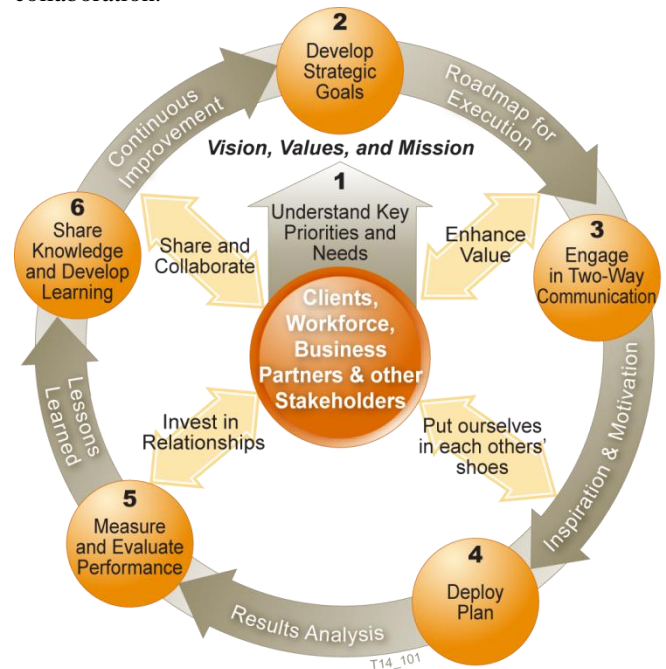 collaboration.
2
Develop
Strategic
Goals
Roadmap for
Execution
Continuous
Improvement
Vision, Values, and Mission
1
Understand Key
Priorities and
Needs
6
Share
Knowledge
and Develop
Learning
Share and
Collaborate
Enhance
Value
3
Engage
in Two-Way
Communication
Clients,
Workforce,
Business
Partners & other
Stakeholders
Lessons
Learned
Invest in
Relationships
Put ourselves
in each others'
shoes
Inspiration & Motivation
5
Measure
and Evaluate
Performance
4
Deploy
Plan
Results Analysis
T14_101